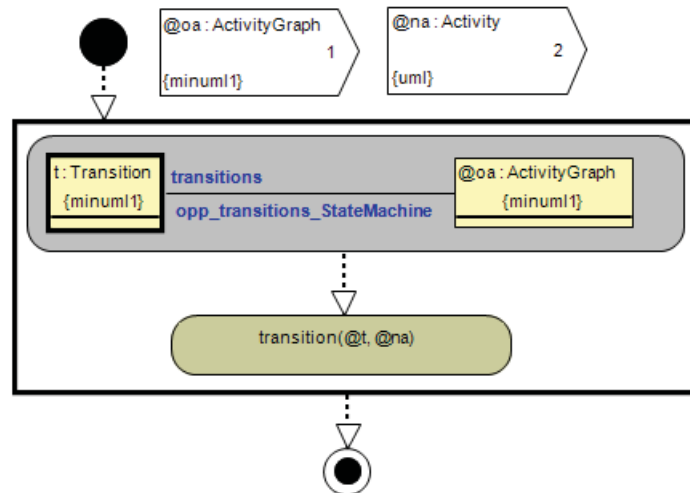 @oa : ActivityGraph
1
{minuml1}
@na : Activity
2
{uml}
t : Transition
{minuml1}
transitions
opp_transitions_StateMachine
@oa : ActivityGraph
{minuml1}
transition(@t, @na)